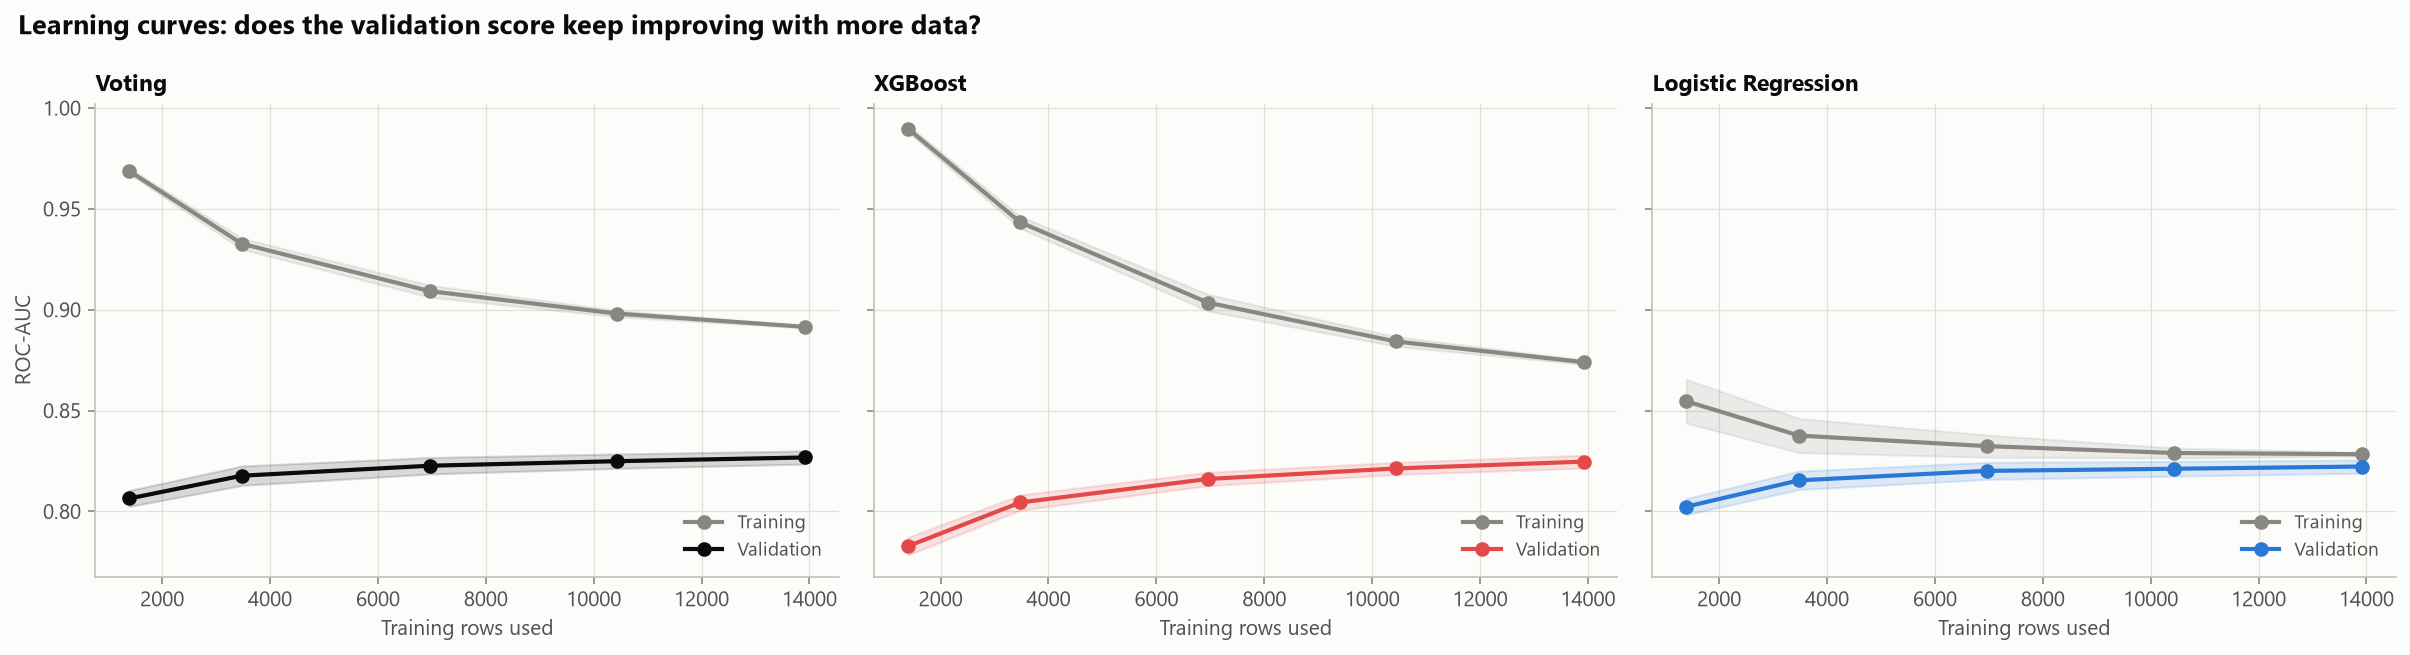 Learning curves: does the validation score keep improving with more data?
Voting
XGBoost
Logistic Regression
ROC-AUC
1.00
0.95
0.90
0.85
0.80
Training
Validation
Training
Validation
Training
Validation
2000 4000 6000 8000 10000 12000 14000
2000 4000 6000 8000 10000 12000 14000
2000 4000 6000 8000 10000 12000 14000
Training rows used
Training rows used
Training rows used